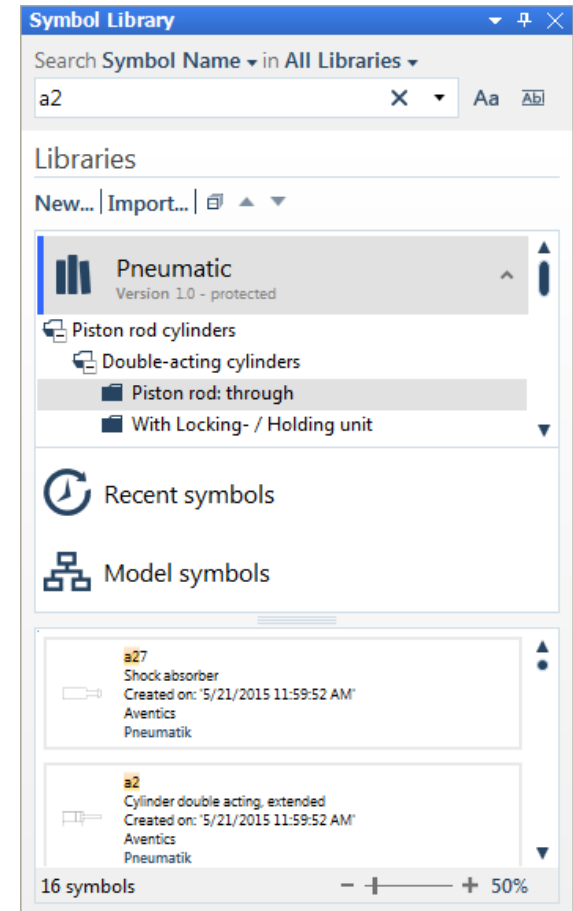 Symbol Library
Search Symbol Name in All Libraries
a2
Aa Abl
Libraries
New... Import...
Pneumatic
Version 1.0 - protected
Piston rod cylinders
Double-acting cylinders
Piston rod: through
With Locking- / Holding unit
Recent symbols
Model symbols
a27
Shock absorber
Created on: '5/21/2015 11:59:52 AM'
Aventics
Pneumatik
a2
Cylinder double acting, extended
Created on: '5/21/2015 11:59:52 AM'
Aventics
Pneumatik
16 symbols
50%